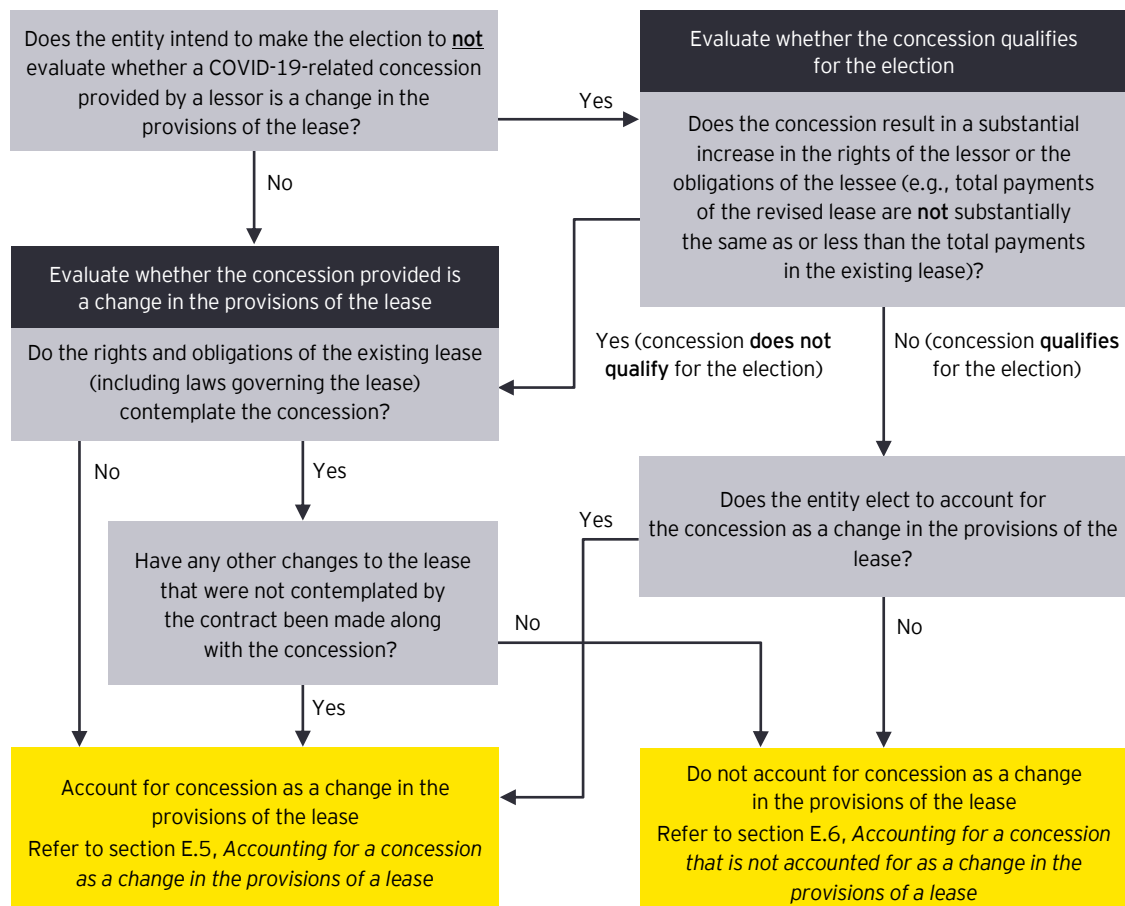 Does the entity intend to make the election to not
evaluate whether a COVID-19-related concession
provided by a lessor is a change in the
provisions of the lease?
Yes
No
Evaluate whether the concession qualifies
for the election
Does the concession result in a substantial
increase in the rights of the lessor or the
obligations of the lessee (e.g., total payments
of the revised lease are not substantially
the same as or less than the total payments
in the existing lease)?
Evaluate whether the concession provided is
a change in the provisions of the lease
Do the rights and obligations of the existing lease
(including laws governing the lease)
contemplate the concession?
Yes (concession does not
qualify for the election)
No (concession qualifies
for the election)
No
Yes
Have any other changes to the lease
that were not contemplated by
the contract been made along
with the concession?
No
Yes
Does the entity elect to account for
the concession as a change in the provisions of the
lease?
Yes
No
Account for concession as a change in the
provisions of the lease
Refer to section E.5, Accounting for a concession
as a change in the provisions of a lease
Do not account for concession as a change
in the provisions of the lease
Refer to section E.6, Accounting for a concession
that is not accounted for as a change in the
provisions of a lease